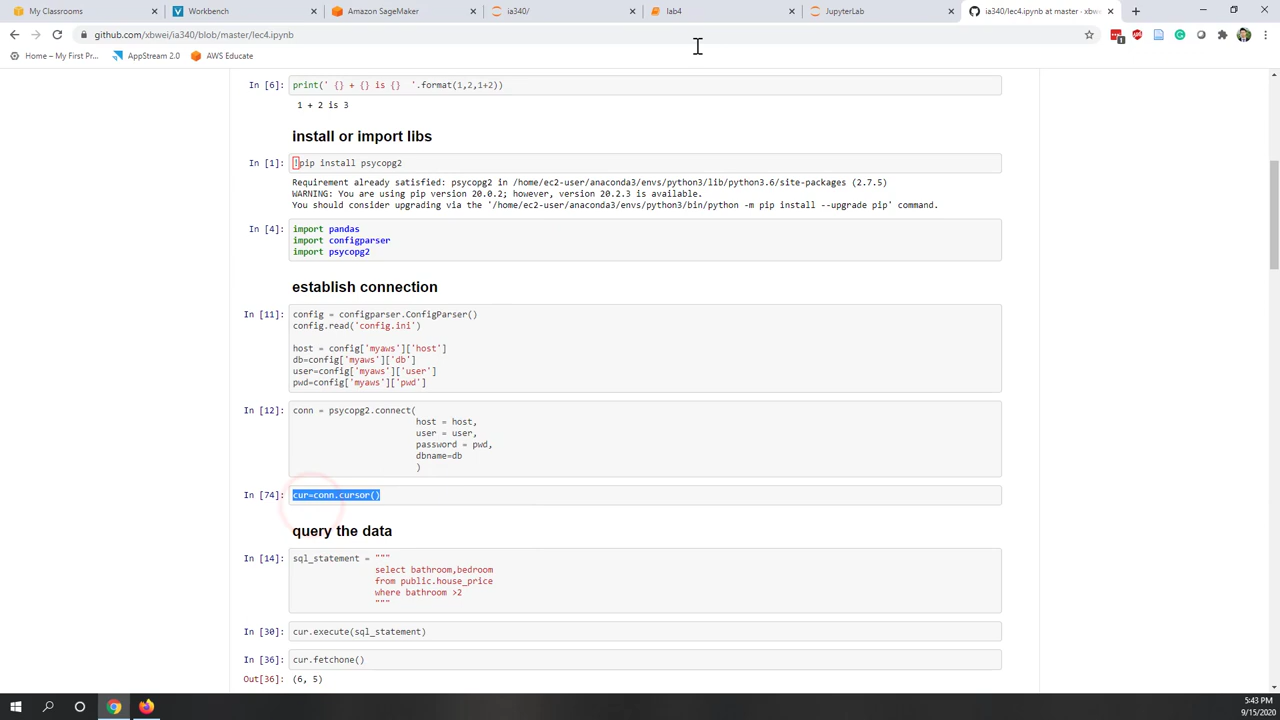 My Classrooms
Workbench
Amazon SageMaker
ia340/
lab4
JupyterLab
ia340/lec4.ipynb at master · xbwe
github.com/xbwei/ia340/blob/master/lec4.ipynb
1
Home – My First Pr...
AppStream 2.0
AWS Educate
In [6]: print(' {} + {} is {}  '.format(1,2,1+2))
1 + 2 is 3
install or import libs
In [1]: !pip install psycopg2
Requirement already satisfied: psycopg2 in /home/ec2-user/anaconda3/envs/python3/lib/python3.6/site-packages (2.7.5)
WARNING: You are using pip version 20.0.2; however, version 20.2.3 is available.
You should consider upgrading via the '/home/ec2-user/anaconda3/envs/python3/bin/python -m pip install --upgrade pip' command.
In [4]: import pandas
import configparser
import psycopg2
establish connection
In [11]: config = configparser.ConfigParser()
config.read('config.ini')
host = config['myaws']['host']
db=config['myaws']['db']
user=config['myaws']['user']
pwd=config['myaws']['pwd']
In [12]: conn = psycopg2.connect(
host = host,
user = user,
password = pwd,
dbname=db
)
In [74]: cur=conn.cursor()
query the data
In [14]: sql_statement = """
select bathroom,bedroom
from public.house_price
where bathroom >2
"""
In [30]: cur.execute(sql_statement)
In [36]: cur.fetchone()
Out[36]: (6, 5)
5:43 PM
9/15/2020